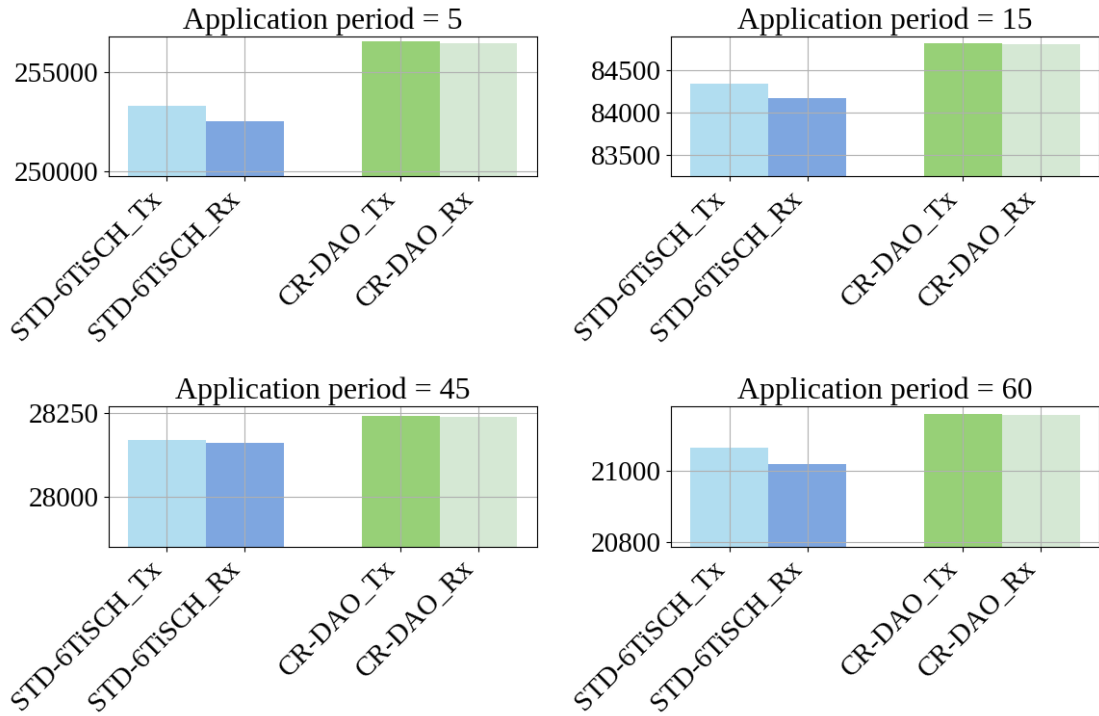 Application period = 5
255000
250000
STD-6TiSCH_Tx
STD-6TiSCH_Rx
CR-DAO_Tx
CR-DAO_Rx
Application period = 15
84500
84000
83500
STD-6TiSCH_Tx
STD-6TiSCH_Rx
CR-DAO_Tx
CR-DAO_Rx
Application period = 45
28250
28000
STD-6TiSCH_Tx
STD-6TiSCH_Rx
CR-DAO_Tx
CR-DAO_Rx
Application period = 60
21000
20800
STD-6TiSCH_Tx
STD-6TiSCH_Rx
CR-DAO_Tx
CR-DAO_Rx